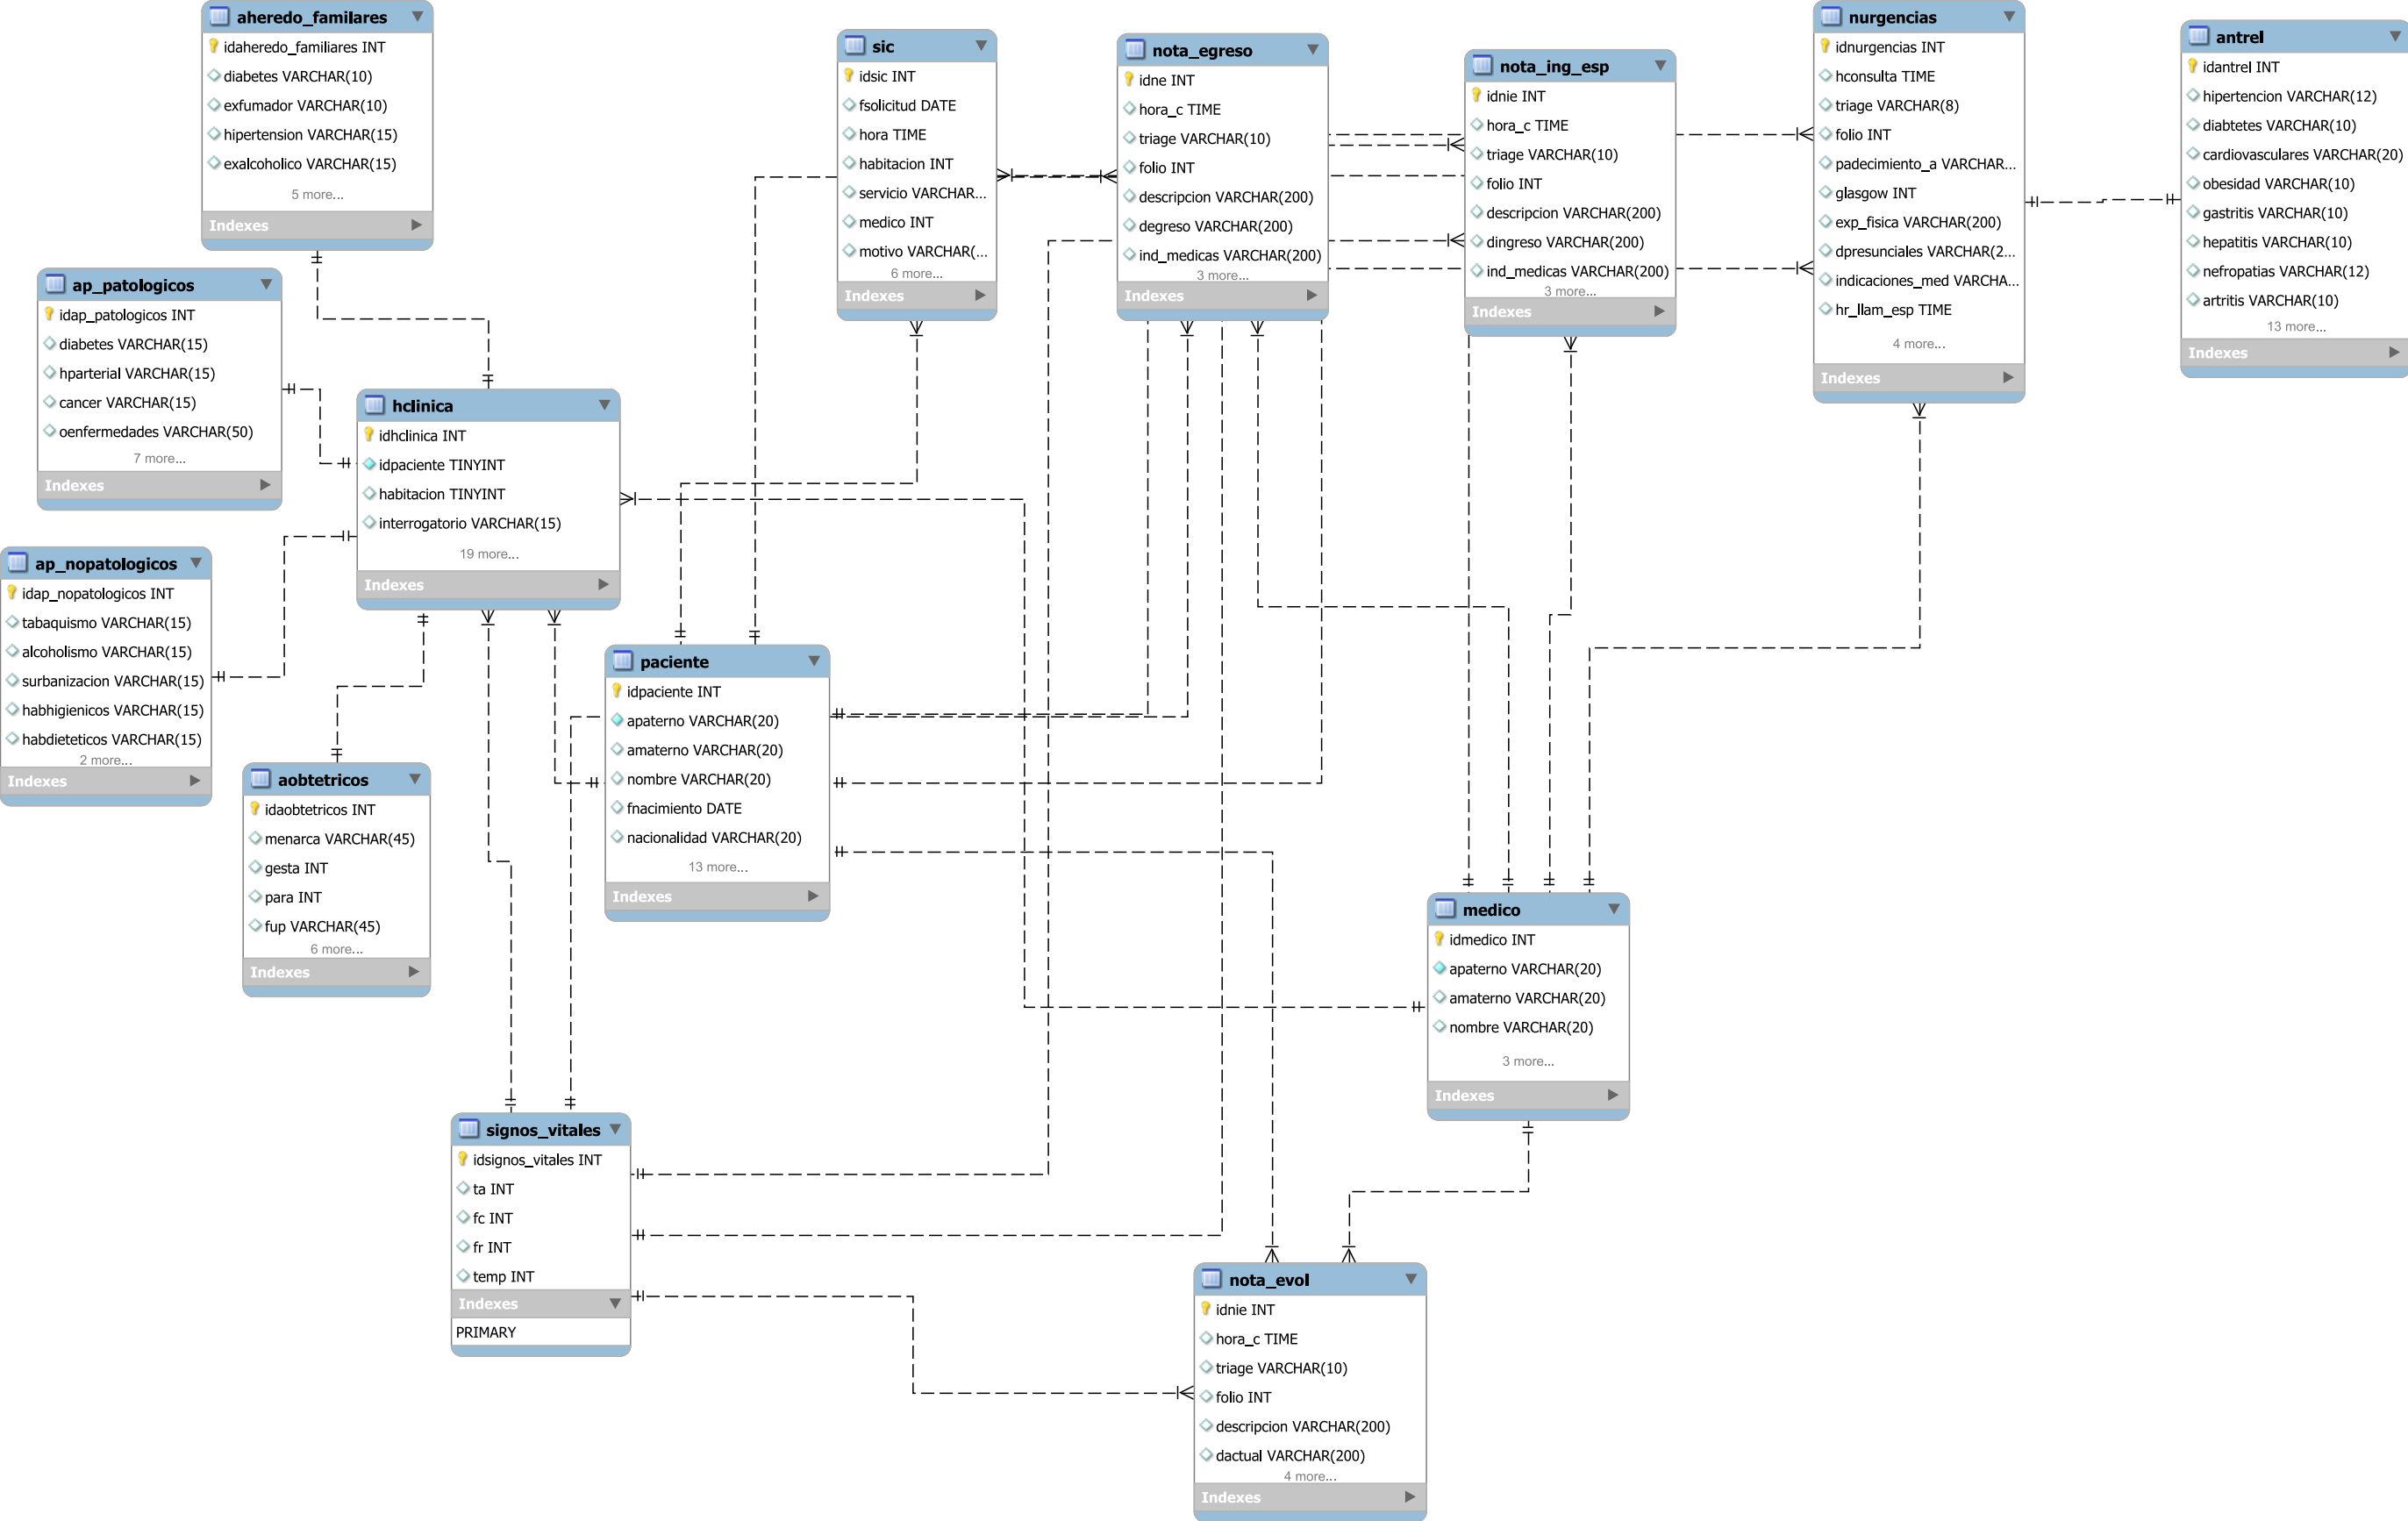 aheredo_familares
idaheredo_familiares INT
diabetes VARCHAR(10)
exfumador VARCHAR(10)
hipertension VARCHAR(15)
exalcoholico VARCHAR(15)
5 more...
Indexes
sic
idsic INT
fsolicitud DATE
hora TIME
habitacion INT
servicio VARCHAR...
medico INT
motivo VARCHAR(...
6 more...
Indexes
nota_egreso
idne INT
hora_c TIME
triage VARCHAR(10)
folio INT
descripcion VARCHAR(200)
degreso VARCHAR(200)
ind_medicas VARCHAR(200)
3 more...
Indexes
nota_ing_esp
idnie INT
hora_c TIME
triage VARCHAR(10)
folio INT
descripcion VARCHAR(200)
dingreso VARCHAR(200)
ind_medicas VARCHAR(200)
3 more...
Indexes
nurgencias
idnurgencias INT
hconsulta TIME
triage VARCHAR(8)
folio INT
padecimiento_a VARCHAR...
glasgow INT
exp_fisica VARCHAR(200)
dpresunciales VARCHAR(2...
indicaciones_med VARCHA...
hr_llam_esp TIME
4 more...
Indexes
antrel
idantrel INT
hipertencion VARCHAR(12)
diabtetes VARCHAR(10)
cardiovasculares VARCHAR(20)
obesidad VARCHAR(10)
gastritis VARCHAR(10)
hepatitis VARCHAR(10)
nefropatias VARCHAR(12)
artritis VARCHAR(10)
13 more...
Indexes
ap_patologicos
idap_patologicos INT
diabetes VARCHAR(15)
hparterial VARCHAR(15)
cancer VARCHAR(15)
oenfermedades VARCHAR(50)
7 more...
Indexes
hclinica
idhclinica INT
idpaciente TINYINT
habitacion TINYINT
interrogatorio VARCHAR(15)
19 more...
Indexes
ap_nopatologicos
idap_nopatologicos INT
tabaquismo VARCHAR(15)
alcoholismo VARCHAR(15)
surbanizacion VARCHAR(15)
habhigienicos VARCHAR(15)
habdieteticos VARCHAR(15)
2 more...
Indexes
paciente
idpaciente INT
apaterno VARCHAR(20)
amaterno VARCHAR(20)
nombre VARCHAR(20)
fnacimiento DATE
nacionalidad VARCHAR(20)
13 more...
Indexes
aobtetricos
idaobtetricos INT
menarca VARCHAR(45)
gesta INT
para INT
fup VARCHAR(45)
6 more...
Indexes
medico
idmedico INT
apaterno VARCHAR(20)
amaterno VARCHAR(20)
nombre VARCHAR(20)
3 more...
Indexes
signos_vitales
idsignos_vitales INT
ta INT
fc INT
fr INT
temp INT
Indexes
PRIMARY
nota_evol
idnie INT
hora_c TIME
triage VARCHAR(10)
folio INT
descripcion VARCHAR(200)
dactual VARCHAR(200)
4 more...
Indexes